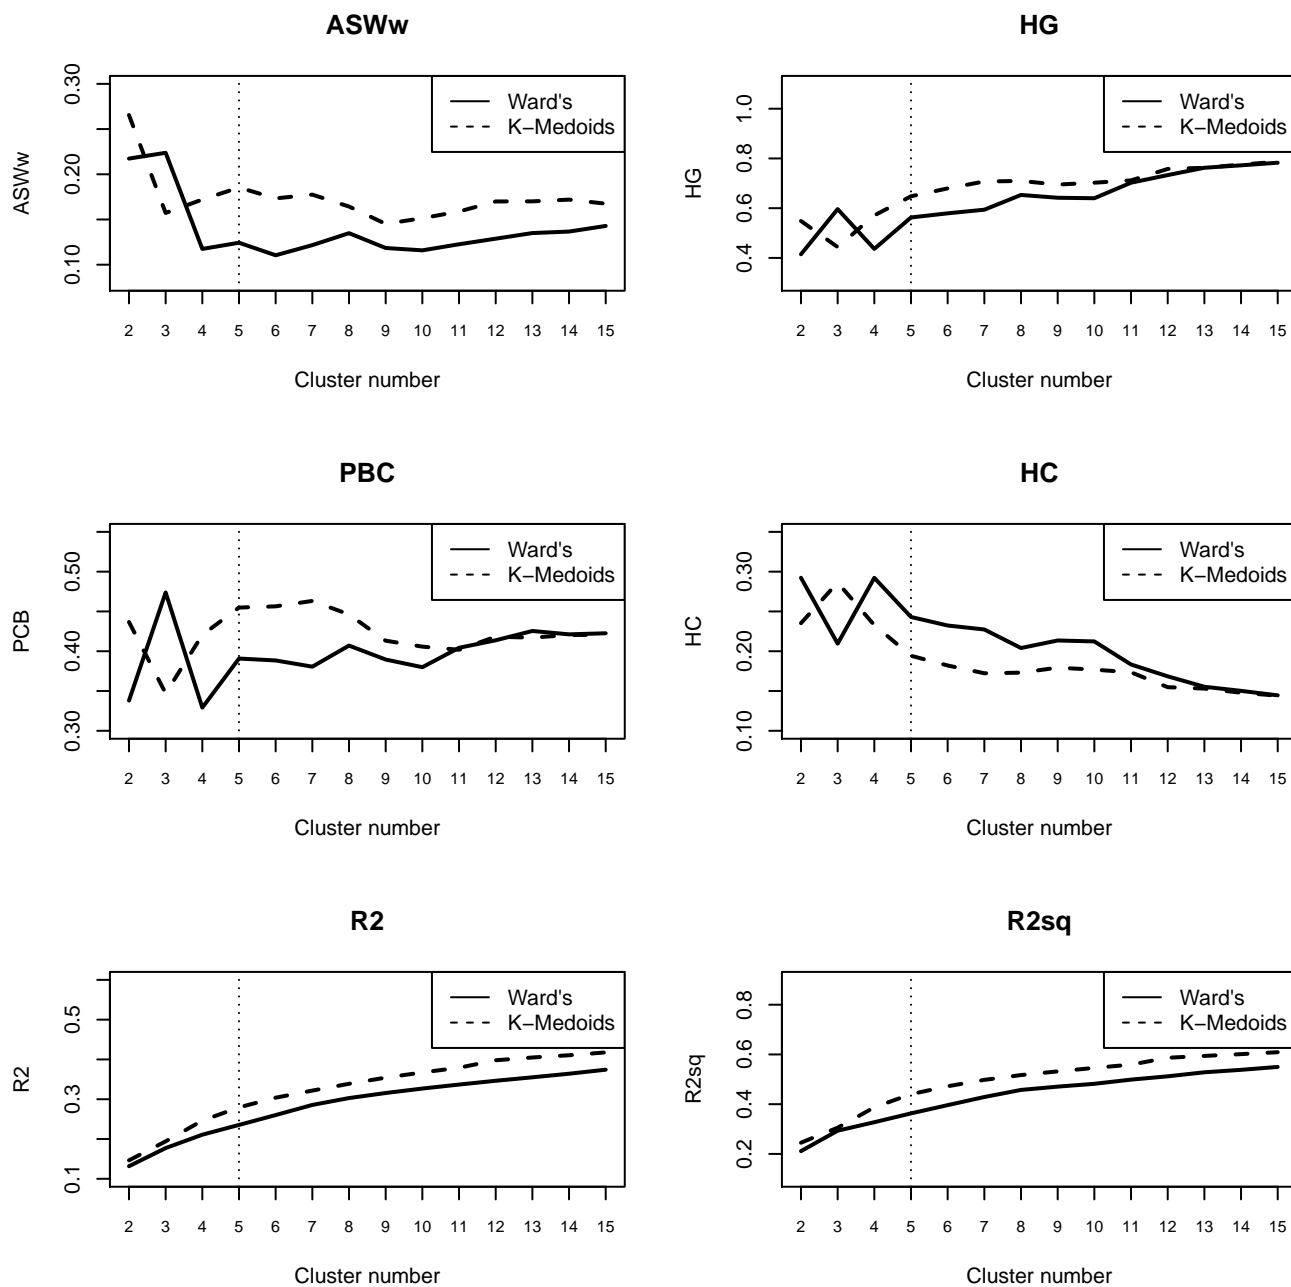 ASWw
ASWw
0.10 0.20 0.30
Ward's
K−Medoids
2 3 4 5 6 7 8 9 10 11 12 13 14 15
Cluster number
HG
HG
0.4 0.6 0.8 1.0
Ward's
K−Medoids
2 3 4 5 6 7 8 9 10 11 12 13 14 15
Cluster number
PBC
PCB
0.30 0.40 0.50
Ward's
K−Medoids
2 3 4 5 6 7 8 9 10 11 12 13 14 15
Cluster number
HC
HC
0.10 0.20 0.30
Ward's
K−Medoids
2 3 4 5 6 7 8 9 10 11 12 13 14 15
Cluster number
R2
R2
0.1 0.3 0.5
Ward's
K−Medoids
2 3 4 5 6 7 8 9 10 11 12 13 14 15
Cluster number
R2sq
R2sq
0.2 0.4 0.6 0.8
Ward's
K−Medoids
2 3 4 5 6 7 8 9 10 11 12 13 14 15
Cluster number